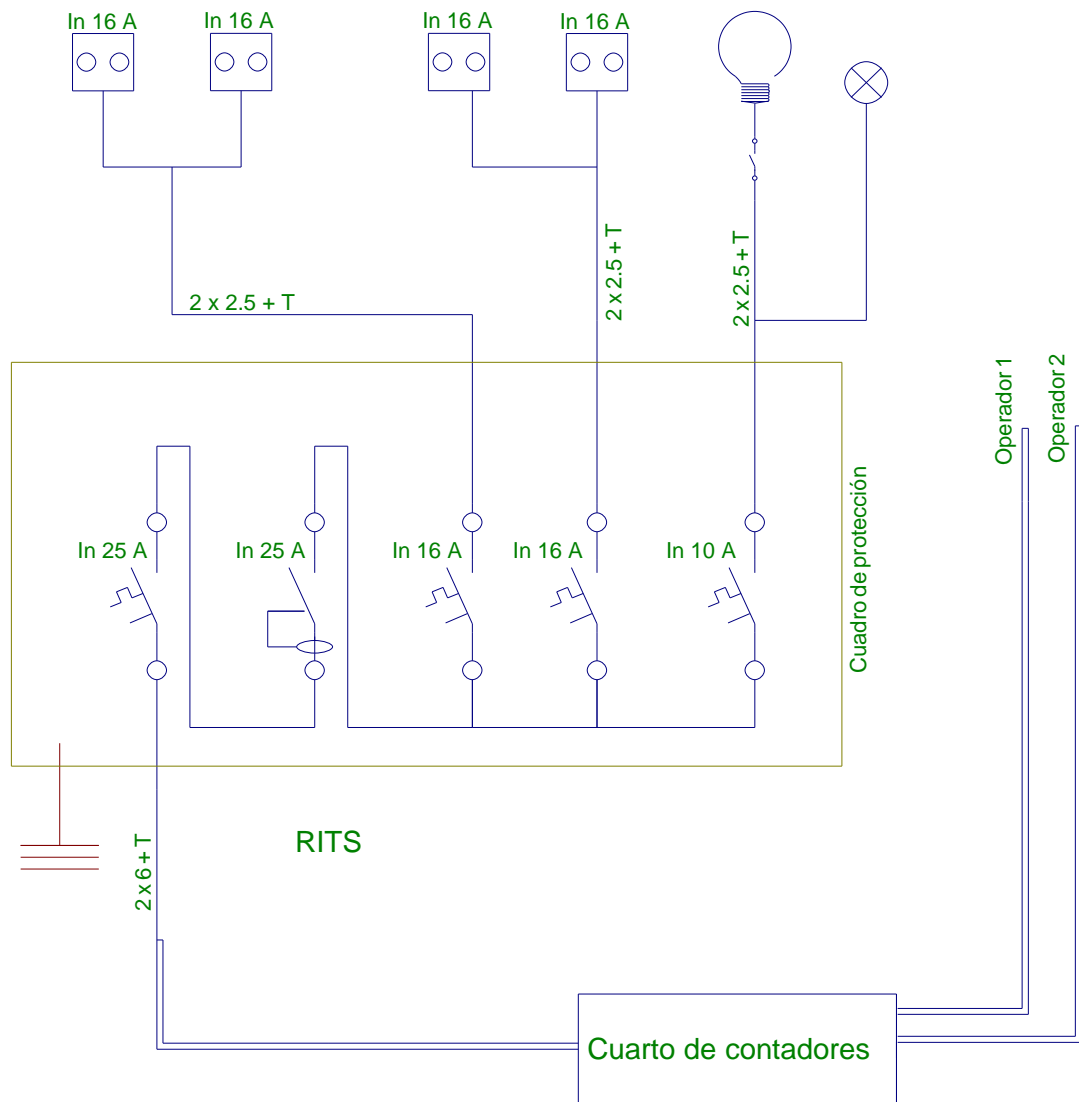 In 16 A
In 16 A
In 16 A
In 16 A
2 x 2.5 + T
2 x 2.5 + T
2 x 2.5 + T
Operador 1
Operador 2
Cuadro de protección
In 25 A
In 25 A
In 16 A
In 16 A
In 10 A
RITS
2 x 6 + T
Cuarto de contadores